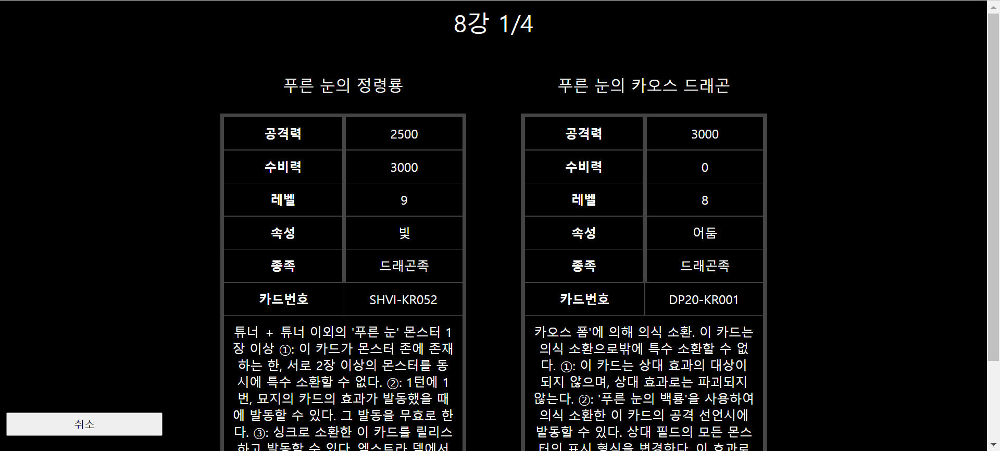 8강 1/4
푸른 눈의 정령룡
공격력 2500
수비력 3000
레벨 9
속성 빛
종족 드래곤족
카드번호 SHVI-KR052
튜너 + 튜너 이외의 '푸른 눈' 몬스터 1
장 이상 ①: 이 카드가 몬스터 존에 존재
하는 한, 서로 2장 이상의 몬스터를 동
시에 특수 소환할 수 없다. ②: 1턴에 1
번, 묘지의 카드의 효과가 발동했을 때
에 발동할 수 있다. 그 발동을 무효로 한
다. ③: 싱크로 소환한 이 카드를 릴리스
하고 발동할 수 있다. 엑스트라 덱에서
푸른 눈의 카오스 드래곤
공격력 3000
수비력 0
레벨 8
속성 어둠
종족 드래곤족
카드번호 DP20-KR001
카오스 폼'에 의해 의식 소환. 이 카드는
의식 소환으로밖에 특수 소환할 수 없
다. ①: 이 카드는 상대 효과의 대상이
되지 않으며, 상대 효과로는 파괴되지
않는다. ②: '푸른 눈의 백룡'을 사용하여
의식 소환한 이 카드의 공격 선언시에
발동할 수 있다. 상대 필드의 모든 몬스
터의 표시 형식을 변경한다. 이 효과로
취소